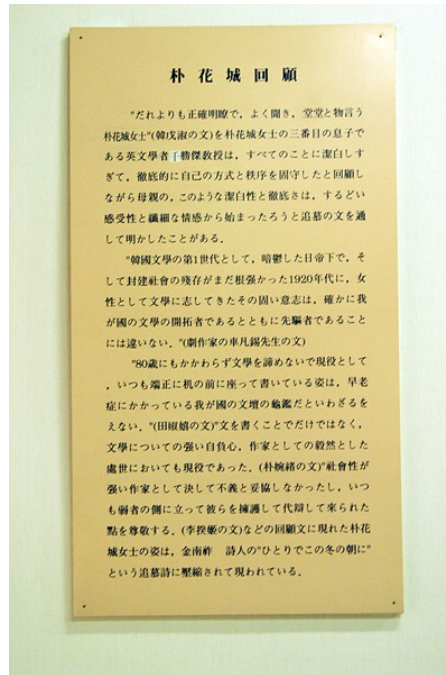 朴花城回顧
"だれよりも正確明瞭で，よく聞き，堂堂と物言う
朴花城女士"(韓戊淑の文)を朴花城女士の三番目の息子で
ある英文學者千勝傑教授は，すべてのことに潔白しす
ぎて，徹底的に自己の方式と秩序を固守したと回顧し
ながら母親の，このような潔白性と徹底さは，するどい
感受性と纖細な情感から始まったろうと追慕の文を通
して明かしたことがある．
"韓國文學の第1世代として，暗鬱した日帝下で，そ
して封建社會の殘存がまだ根强かった1920年代に，女
性として文學に志してきたその固い意志は，確かに我
が國の文學の開拓者であるとともに先驅者であること
には違いない．"(劇作家の車凡錫先生の文)
"80歲にもかかわらず文學を諦めないで現役として
，いつも端正に机の前に座って書いている姿は，早老
症にかかっている我が國の文壇の龜鑑だといわざるを
えない．"(田淑嬉の文)"文を書くことでだけではなく，
文學についての强い自負心，作家としての毅然とした
處世においても現役であった．(朴婉緖の文)"社會性が
强い作家として決して不義と妥協しなかったし，いつ
も弱者の側に立って彼らを擁護して代辯して來られた
點を尊敬する．(李揆姬の文)などの回顧文に現れた朴花
城女士の姿は，金南祚　詩人の"ひとりでこの冬の朝に"
という追慕詩に壓縮されて現われている．